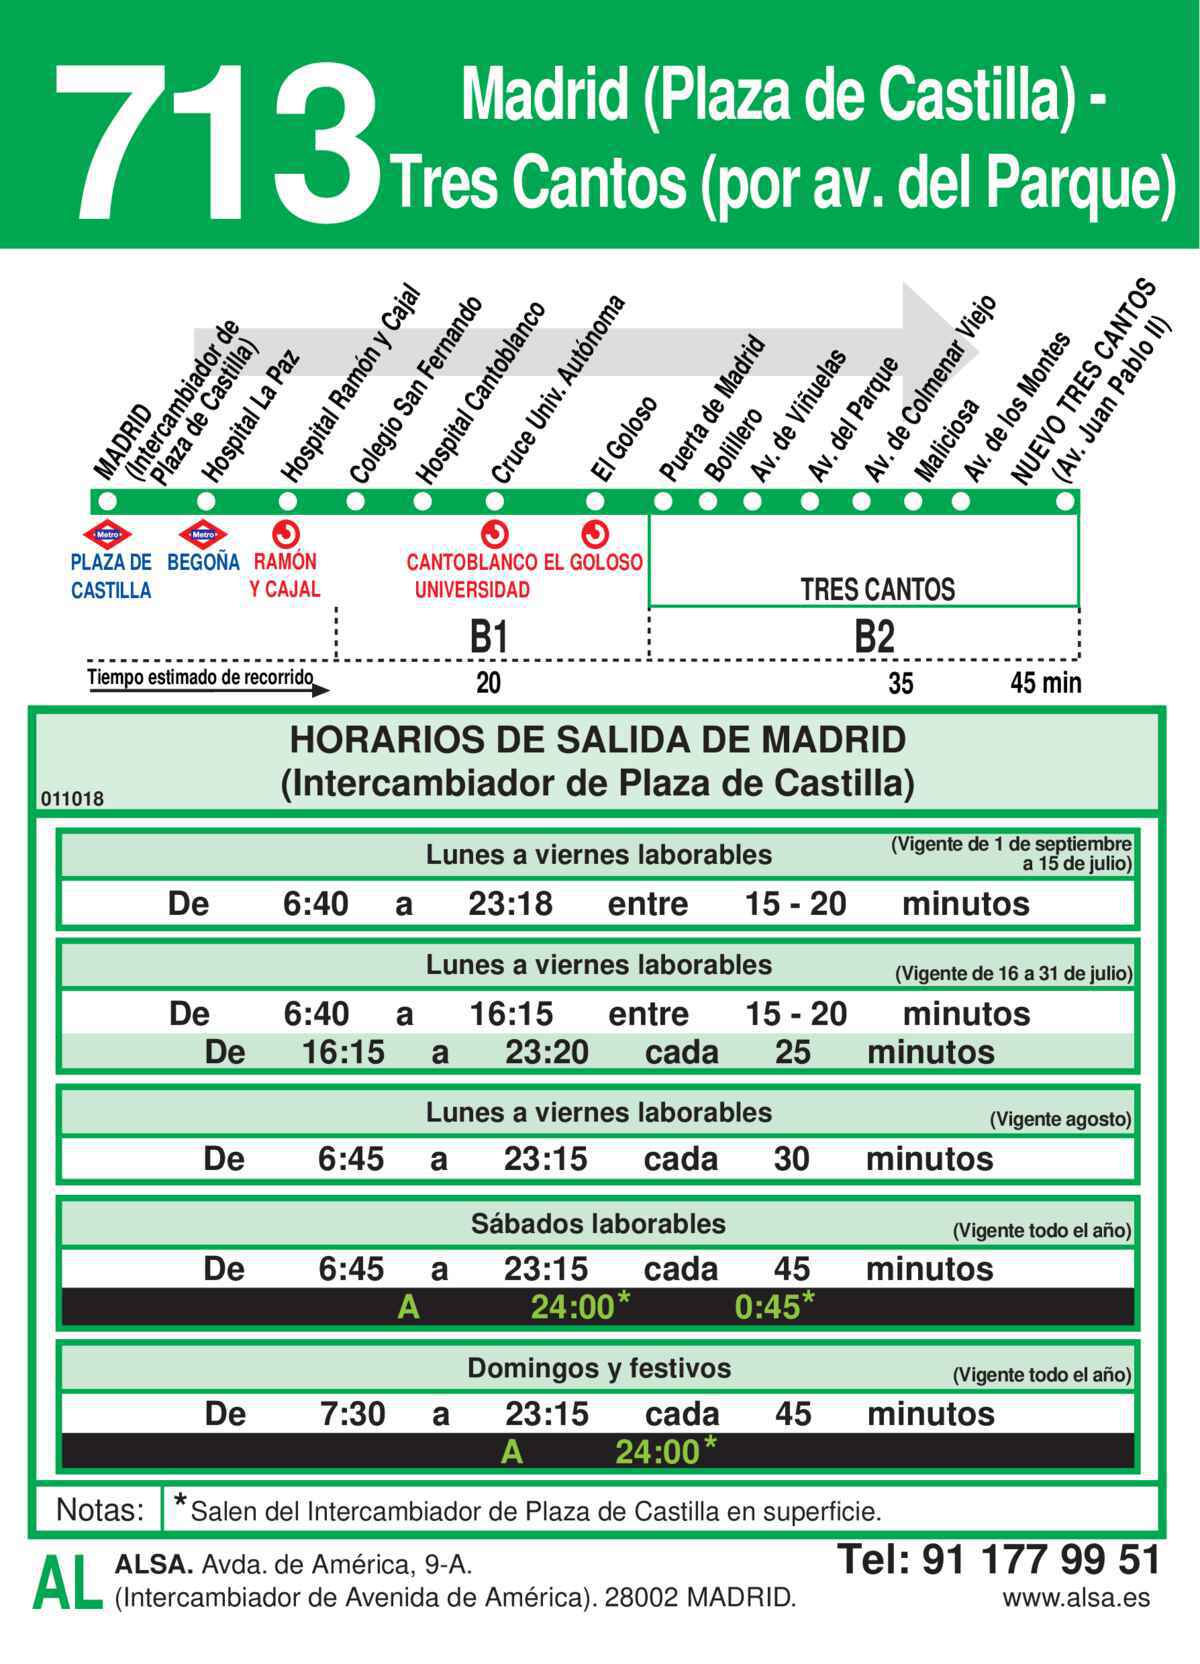 713
Madrid (Plaza de Castilla) -
Tres Cantos (por av. del Parque)
MADRID
(Intercambiador de
Plaza de Castilla)
Hospital La Paz
Hospital Ramón y Cajal
Colegio San Fernando
Hospital Cantoblanco
Cruce Univ. Autónoma
El Goloso
Puerta de Madrid
Bolillero
Av. de Viñuelas
Av. del Parque
Av. de Colmenar Viejo
Maliciosa
Av. de los Montes
NUEVO TRES CANTOS
(Av. Juan Pablo II)
Metro
Metro
PLAZA DE
CASTILLA
BEGOÑA
RAMÓN
Y CAJAL
CANTOBLANCO
UNIVERSIDAD
EL GOLOSO
TRES CANTOS
B1
B2
Tiempo estimado de recorrido
20
35
45 min
HORARIOS DE SALIDA DE MADRID
(Intercambiador de Plaza de Castilla)
011018
Lunes a viernes laborables
(Vigente de 1 de septiembre
a 15 de julio)
De 6:40 a 23:18 entre 15 - 20 minutos
Lunes a viernes laborables
(Vigente de 16 a 31 de julio)
De 6:40 a 16:15 entre 15 - 20 minutos
De 16:15 a 23:20 cada 25 minutos
Lunes a viernes laborables
(Vigente agosto)
De 6:45 a 23:15 cada 30 minutos
Sábados laborables
(Vigente todo el año)
De 6:45 a 23:15 cada 45 minutos
A 24:00* 0:45*
Domingos y festivos
(Vigente todo el año)
De 7:30 a 23:15 cada 45 minutos
A 24:00*
Notas: *Salen del Intercambiador de Plaza de Castilla en superficie.
AL
ALSA. Avda. de América, 9-A.
(Intercambiador de Avenida de América). 28002 MADRID.
Tel: 91 177 99 51
www.alsa.es